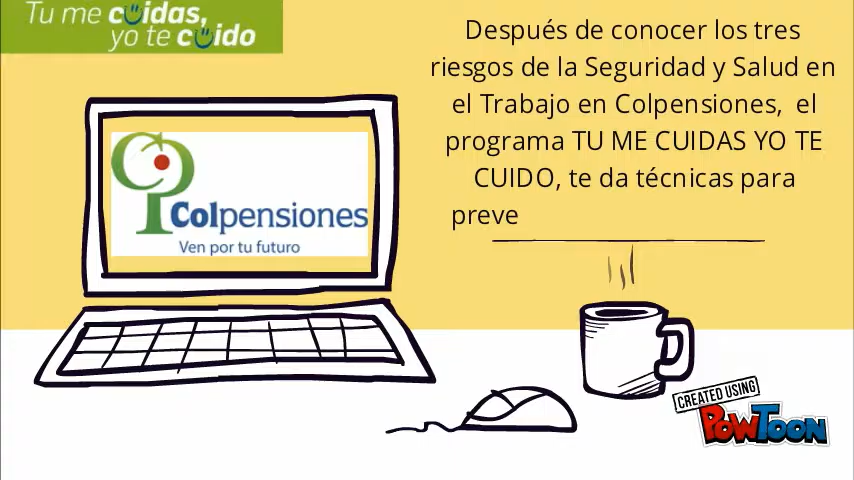 Tu me cuidas,
yo te cuido
Después de conocer los tres
riesgos de la Seguridad y Salud en
el Trabajo en Colpensiones, el
programa TU ME CUIDAS YO TE
CUIDO, te da técnicas para
preve
Colpensiones
Ven por tu futuro
CREATED USING
POWTOON